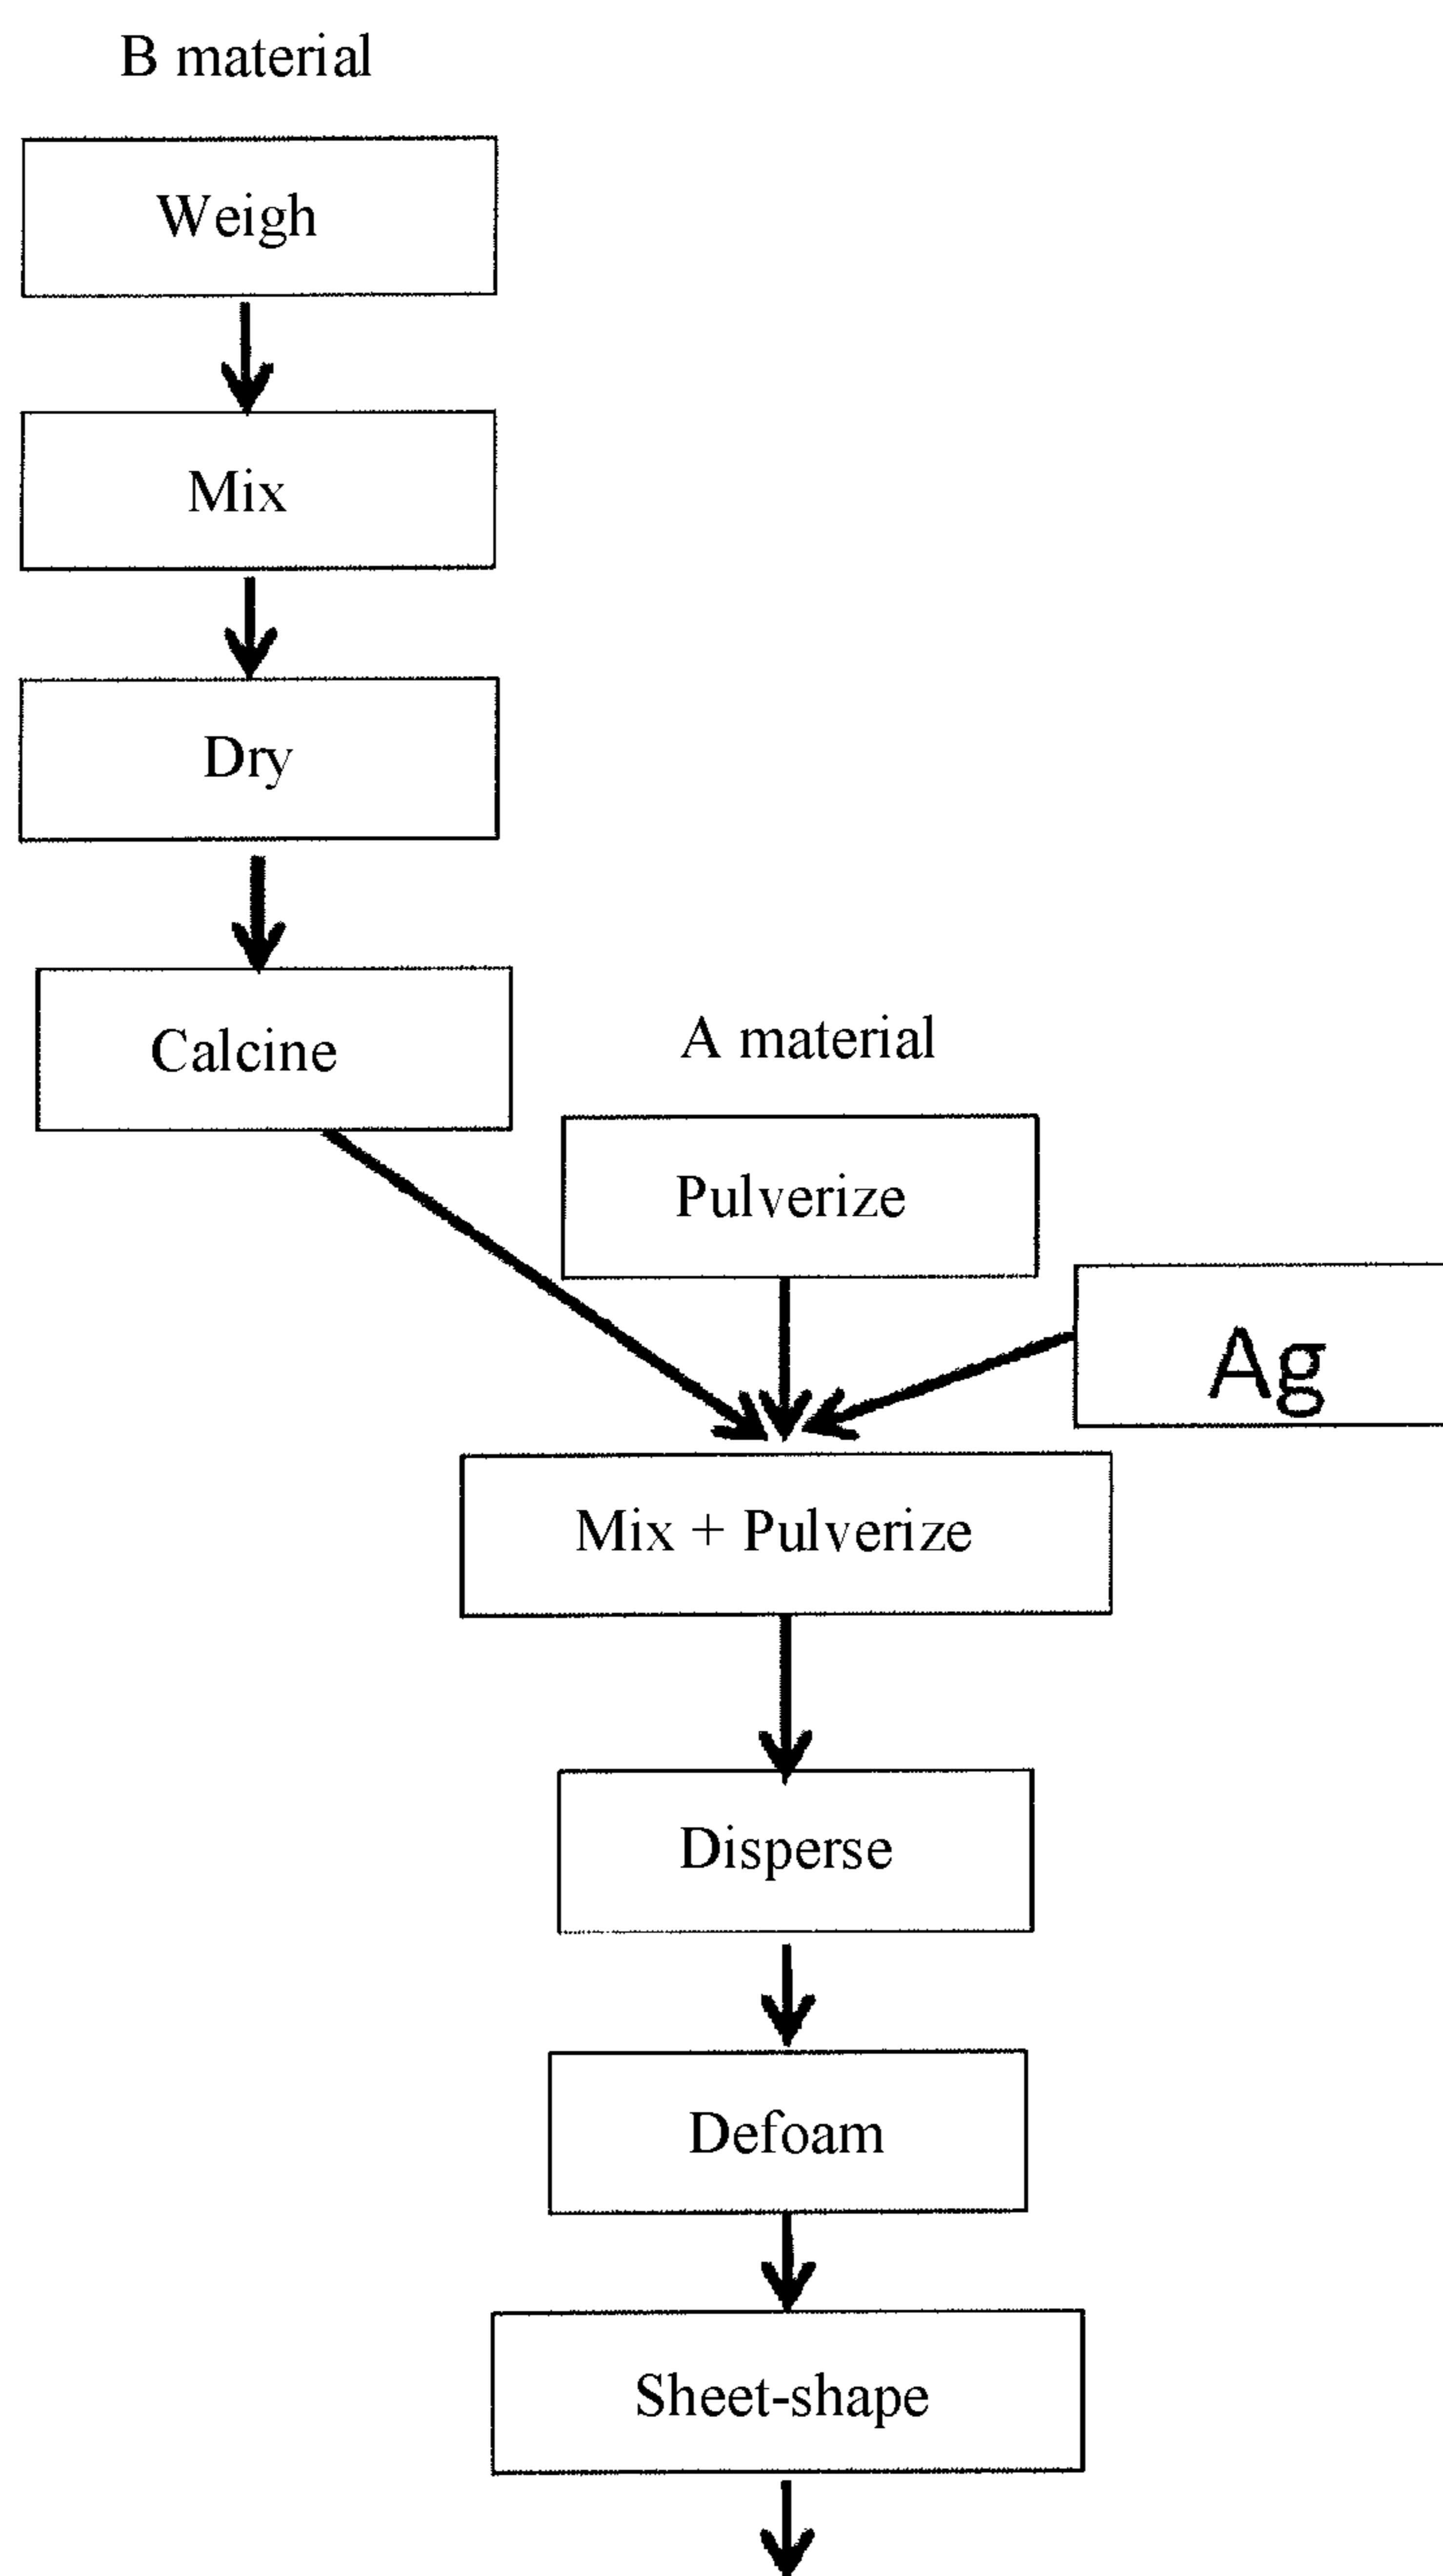 B material
Weigh
Mix
Dry
Calcine
A material
Pulverize
Ag
Mix + Pulverize
Disperse
Defoam
Sheet-shape